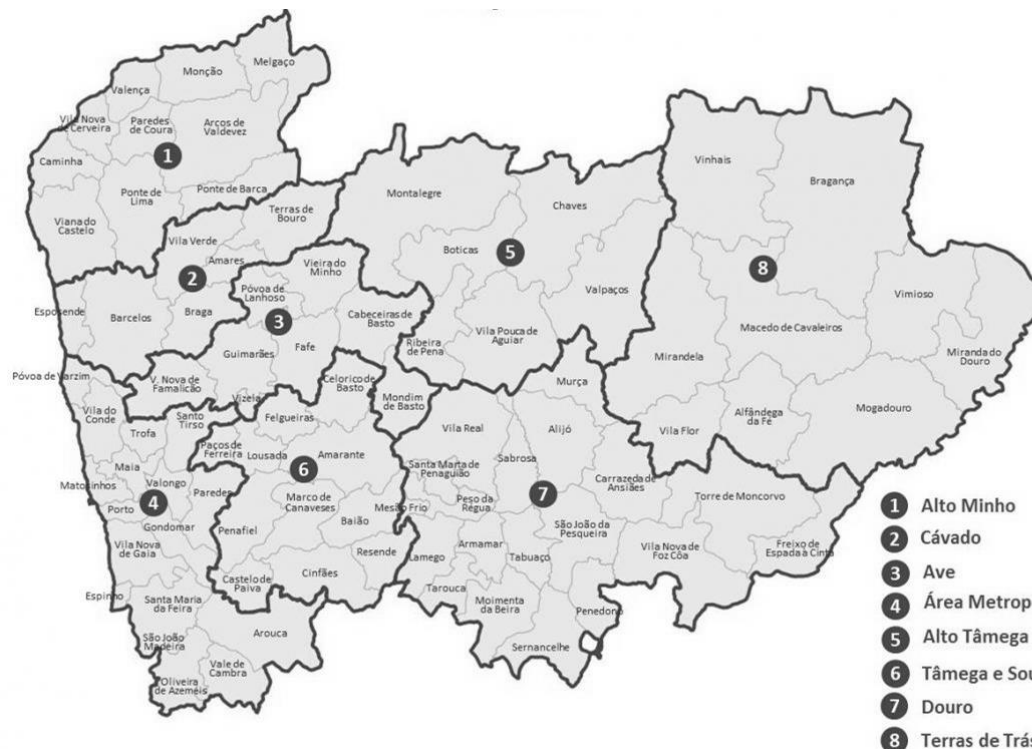 Melgaço
Monção
Valença
Vila Nova
de Cerveira
Paredes
de Coura
Arcos de
Valdevez
Caminha
1
Ponte de
Lima
Ponte de Barca
Viana do
Castelo
Terras de
Bouro
Vila Verde
Amares
2
Esposende
Barcelos
Braga
Vieira do
Minho
Póvoa de
Lanhoso
3
Cabeceiras de
Basto
Guimarães
Fafe
V. Nova de
Famalicão
Vizela
Montalegre
Chaves
Boticas
5
Valpaços
Ribeira
de Pena
Vila Pouca de
Aguiar
Vinhais
Bragança
8
Vimioso
Macedo de Cavaleiros
Mirandela
Miranda do
Douro
Mogadouro
Alfândega
da Fé
Vila Flor
Póvoa de Varzim
Vila do
Conde
Santo
Tirso
Trofa
Maia
Matosinhos
Valongo
Paredes
4
Porto
Gondomar
Vila Nova
de Gaia
Espinho
Santa Maria
da Feira
Arouca
São João
Madeira
Vale de
Cambra
Oliveira
de Azeméis
Celorico de
Basto
Felgueiras
Paços de
Ferreira
Lousada
Amarante
6
Marco de
Canaveses
Baião
Penafiel
Resende
Cinfães
Castelo de
Paiva
Mondim
de Basto
Murça
Vila Real
Alijó
Sabrosa
Santa Marta de
Penaguião
Carrazeda de
Ansiães
7
Peso da
Régua
Mesão Frio
Torre de Moncorvo
São João da
Pesqueira
Armamar
Lamego
Tabuaço
Vila Nova de
Foz Côa
Freixo de
Espada à Cinta
Tarouca
Moimenta
da Beira
Penedono
Sernancelhe
1 Alto Minho
2 Cávado
3 Ave
4 Área Metrop
5 Alto Tâmega
6 Tâmega e Sou
7 Douro
8 Terras de Trás